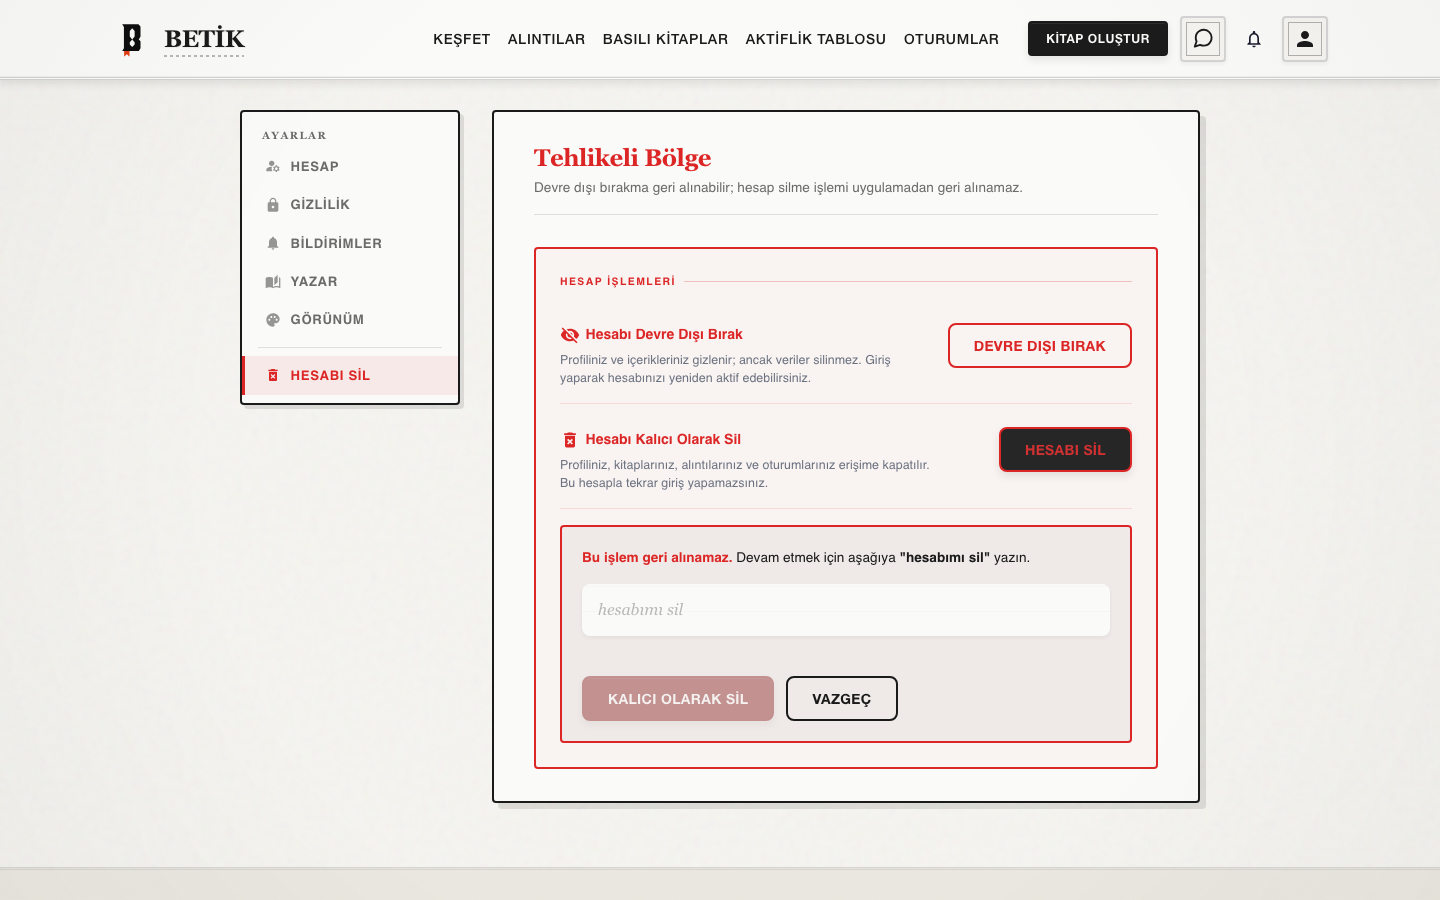 BETİK
KEŞFET ALINTILAR BASILI KİTAPLAR AKTİFLİK TABLOSU OTURUMLAR KİTAP OLUŞTUR
AYARLAR
HESAP
GİZLİLİK
BİLDİRİMLER
YAZAR
GÖRÜNÜM
HESABI SİL
Tehlikeli Bölge
Devre dışı bırakma geri alınabilir; hesap silme işlemi uygulamadan geri alınamaz.
HESAP İŞLEMLERİ
Hesabı Devre Dışı Bırak
Profiliniz ve içerikleriniz gizlenir; ancak veriler silinmez. Giriş
yaparak hesabınızı yeniden aktif edebilirsiniz.
DEVRE DIŞI BIRAK
Hesabı Kalıcı Olarak Sil
Profiliniz, kitaplarınız, alıntılarınız ve oturumlarınız erişime kapatılır.
Bu hesapla tekrar giriş yapamazsınız.
HESABI SİL
Bu işlem geri alınamaz. Devam etmek için aşağıya "hesabımı sil" yazın.
hesabımı sil
KALICI OLARAK SİL
VAZGEÇ